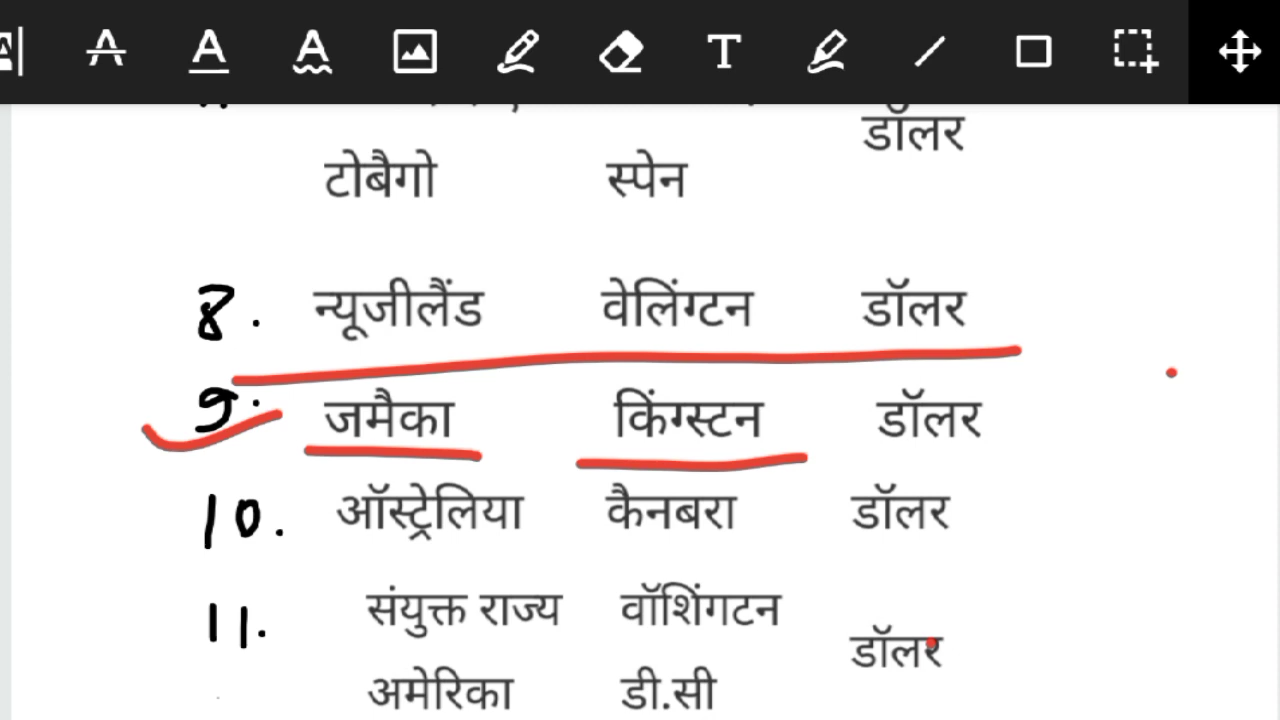 डॉलर
टोबैगो स्पेन
8. न्यूजीलैंड वेलिंग्टन डॉलर
9. जमैका किंग्स्टन डॉलर
10. ऑस्ट्रेलिया कैनबरा डॉलर
11. संयुक्त राज्य वॉशिंगटन
डॉलर
अमेरिका डी.सी